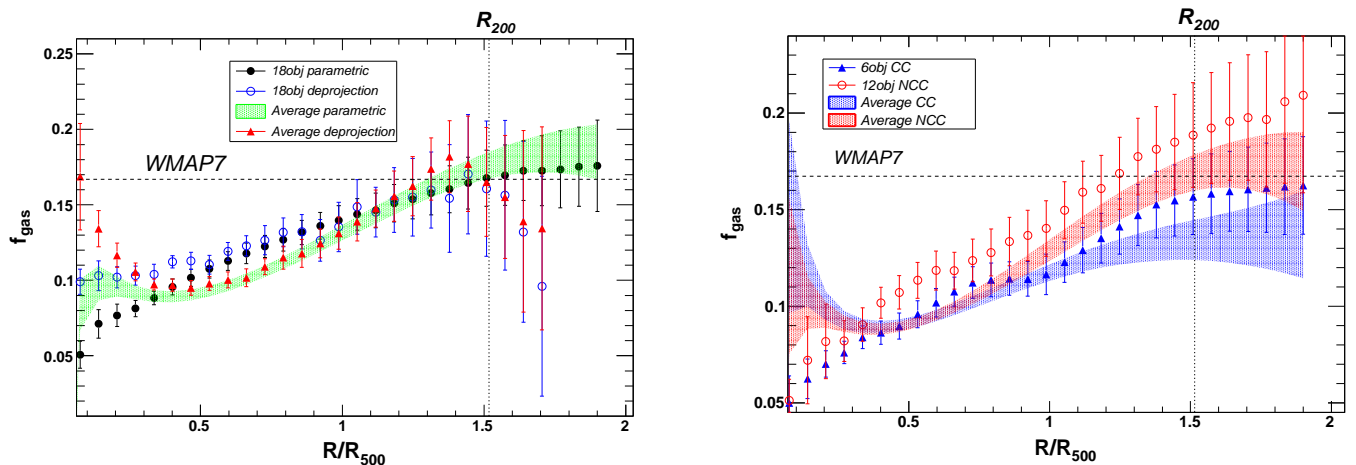 R200
0.25
0.2
0.15
0.1
0.05
fgas
18obj parametric
18obj deprojection
Average parametric
Average deprojection
WMAP7
0.5
1
1.5
2
R/R500
R200
0.2
0.15
0.1
0.05
fgas
6obj CC
12obj NCC
Average CC
Average NCC
WMAP7
0.5
1
1.5
2
R/R500